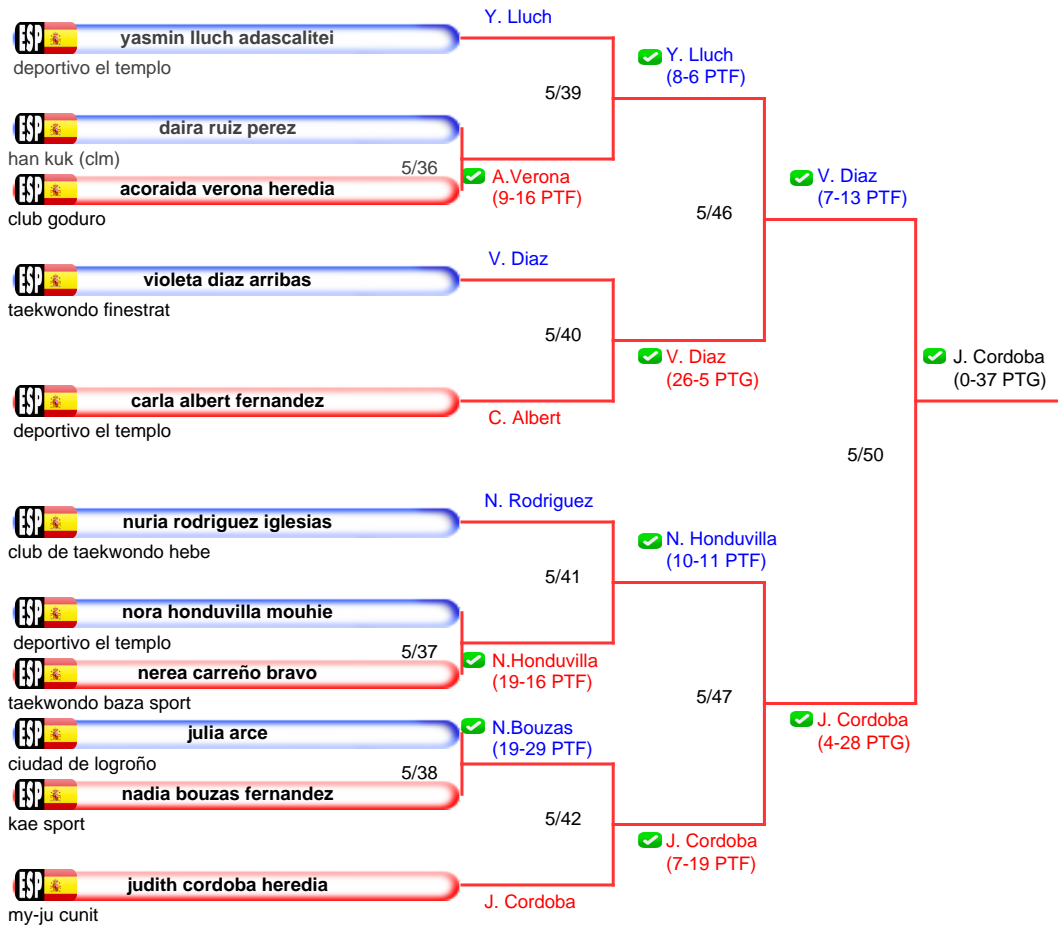 Y. Lluch
ESP yasmin lluch adascalitei
deportivo el templo
Y. Lluch
(8-6 PTF)
5/39
ESP daira ruiz perez
han kuk (clm)
5/36
A.Verona
(9-16 PTF)
ESP acoraida verona heredia
club goduro
V. Diaz
(7-13 PTF)
5/46
V. Diaz
ESP violeta diaz arribas
taekwondo finestrat
5/40
V. Diaz
(26-5 PTG)
J. Cordoba
(0-37 PTG)
ESP carla albert fernandez
C. Albert
deportivo el templo
5/50
N. Rodriguez
ESP nuria rodriguez iglesias
club de taekwondo hebe
N. Honduvilla
(10-11 PTF)
5/41
ESP nora honduvilla mouhie
deportivo el templo
5/37
N.Honduvilla
(19-16 PTF)
ESP nerea carreño bravo
taekwondo baza sport
5/47
J. Cordoba
(4-28 PTG)
ESP julia arce
N.Bouzas
(19-29 PTF)
ciudad de logroño
5/38
ESP nadia bouzas fernandez
kae sport
5/42
J. Cordoba
(7-19 PTF)
ESP judith cordoba heredia
J. Cordoba
my-ju cunit